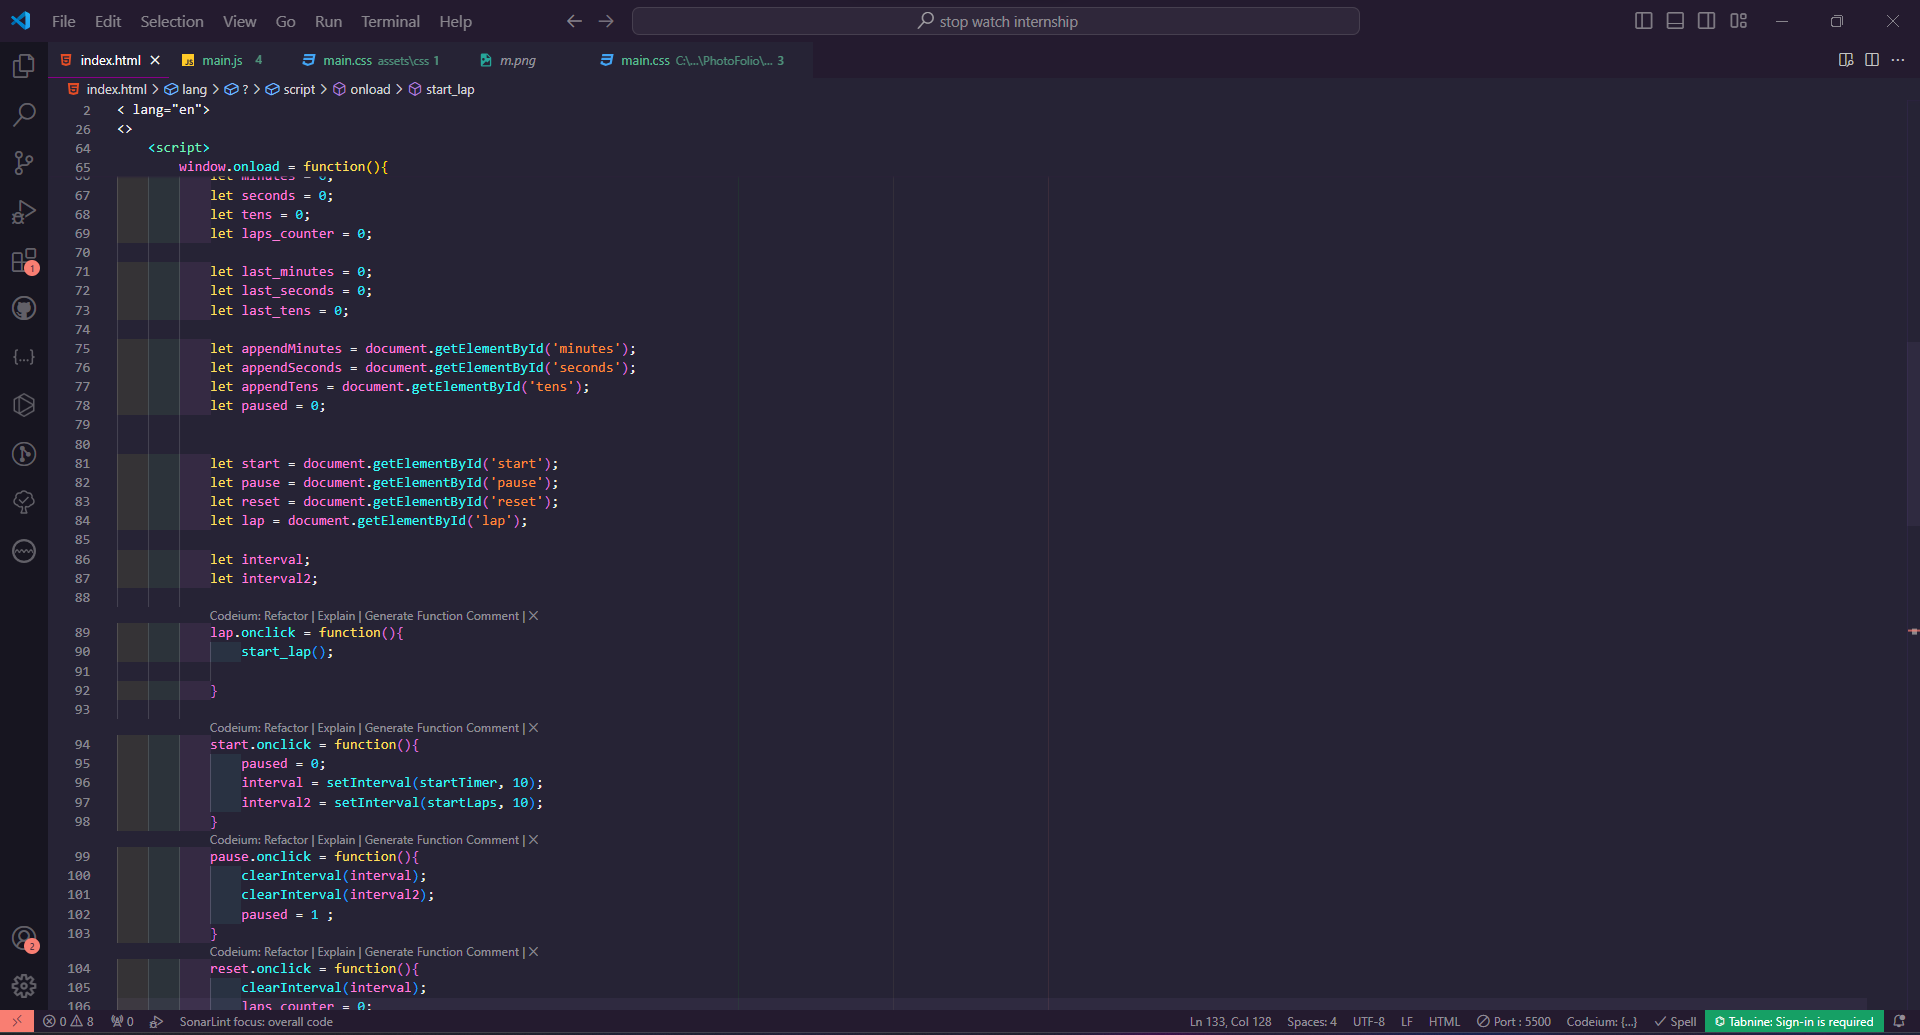 File Edit Selection View Go Run Terminal Help
stop watch internship
index.html
main.js 4
main.css assets\css 1
m.png
main.css C:\...\PhotoFolio\... 3
index.html > lang > ? > script > onload > start_lap
2 < lang="en">
26 <>
64 <script>
65 window.onload = function(){
66 let minutes = 0;
67 let seconds = 0;
68 let tens = 0;
69 let laps_counter = 0;
70
71 let last_minutes = 0;
72 let last_seconds = 0;
73 let last_tens = 0;
74
75 let appendMinutes = document.getElementById('minutes');
76 let appendSeconds = document.getElementById('seconds');
77 let appendTens = document.getElementById('tens');
78 let paused = 0;
79
80
81 let start = document.getElementById('start');
82 let pause = document.getElementById('pause');
83 let reset = document.getElementById('reset');
84 let lap = document.getElementById('lap');
85
86 let interval;
87 let interval2;
88
Codeium: Refactor | Explain | Generate Function Comment | X
89 lap.onclick = function(){
90 start_lap();
91
92 }
93
Codeium: Refactor | Explain | Generate Function Comment | X
94 start.onclick = function(){
95 paused = 0;
96 interval = setInterval(startTimer, 10);
97 interval2 = setInterval(startLaps, 10);
98 }
Codeium: Refactor | Explain | Generate Function Comment | X
99 pause.onclick = function(){
100 clearInterval(interval);
101 clearInterval(interval2);
102 paused = 1 ;
103 }
Codeium: Refactor | Explain | Generate Function Comment | X
104 reset.onclick = function(){
105 clearInterval(interval);
106 laps_counter = 0;
1
2
0 8 0 SonarLint focus: overall code Ln 133, Col 128 Spaces: 4 UTF-8 LF HTML Port : 5500 Codeium: {...} Spell Tabnine: Sign-in is required